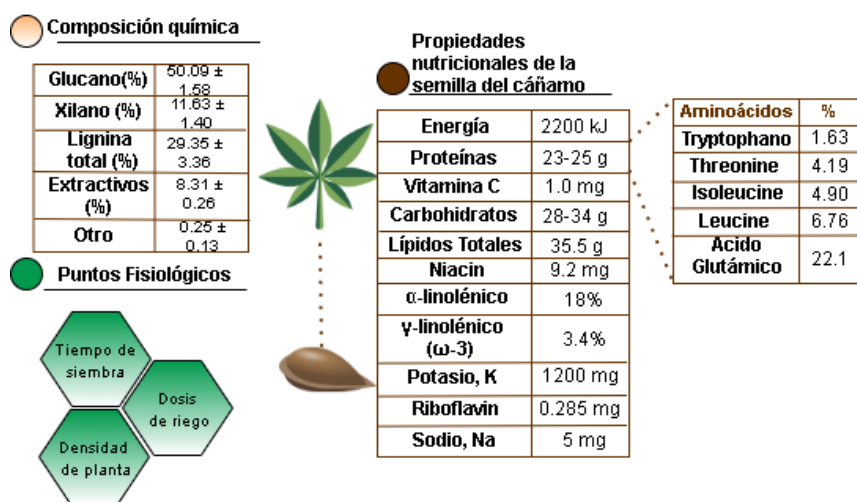 Composición química
Glucano(%) 50.09 ±
1.58
Xilano (%) 11.63 ±
1.40
Lignina
total (%) 29.35 ±
3.36
Extractivos
(%) 8.31 ±
0.26
Otro 0.25 ±
0.13
Puntos Fisiológicos
Tiempo de
siembra
Dosis
de riego
Densidad
de planta
Propiedades
nutricionales de la
semilla del cáñamo
Energía 2200 kJ
Proteínas 23-25 g
Vitamina C 1.0 mg
Carbohidratos 28-34 g
Lípidos Totales 35.5 g
Niacin 9.2 mg
α-linolénico 18%
γ-linolénico
(ω-3) 3.4%
Potasio, K 1200 mg
Riboflavin 0.285 mg
Sodio, Na 5 mg
Aminoácidos %
Tryptophano 1.63
Threonine 4.19
Isoleucine 4.90
Leucine 6.76
Acido
Glutámico 22.1